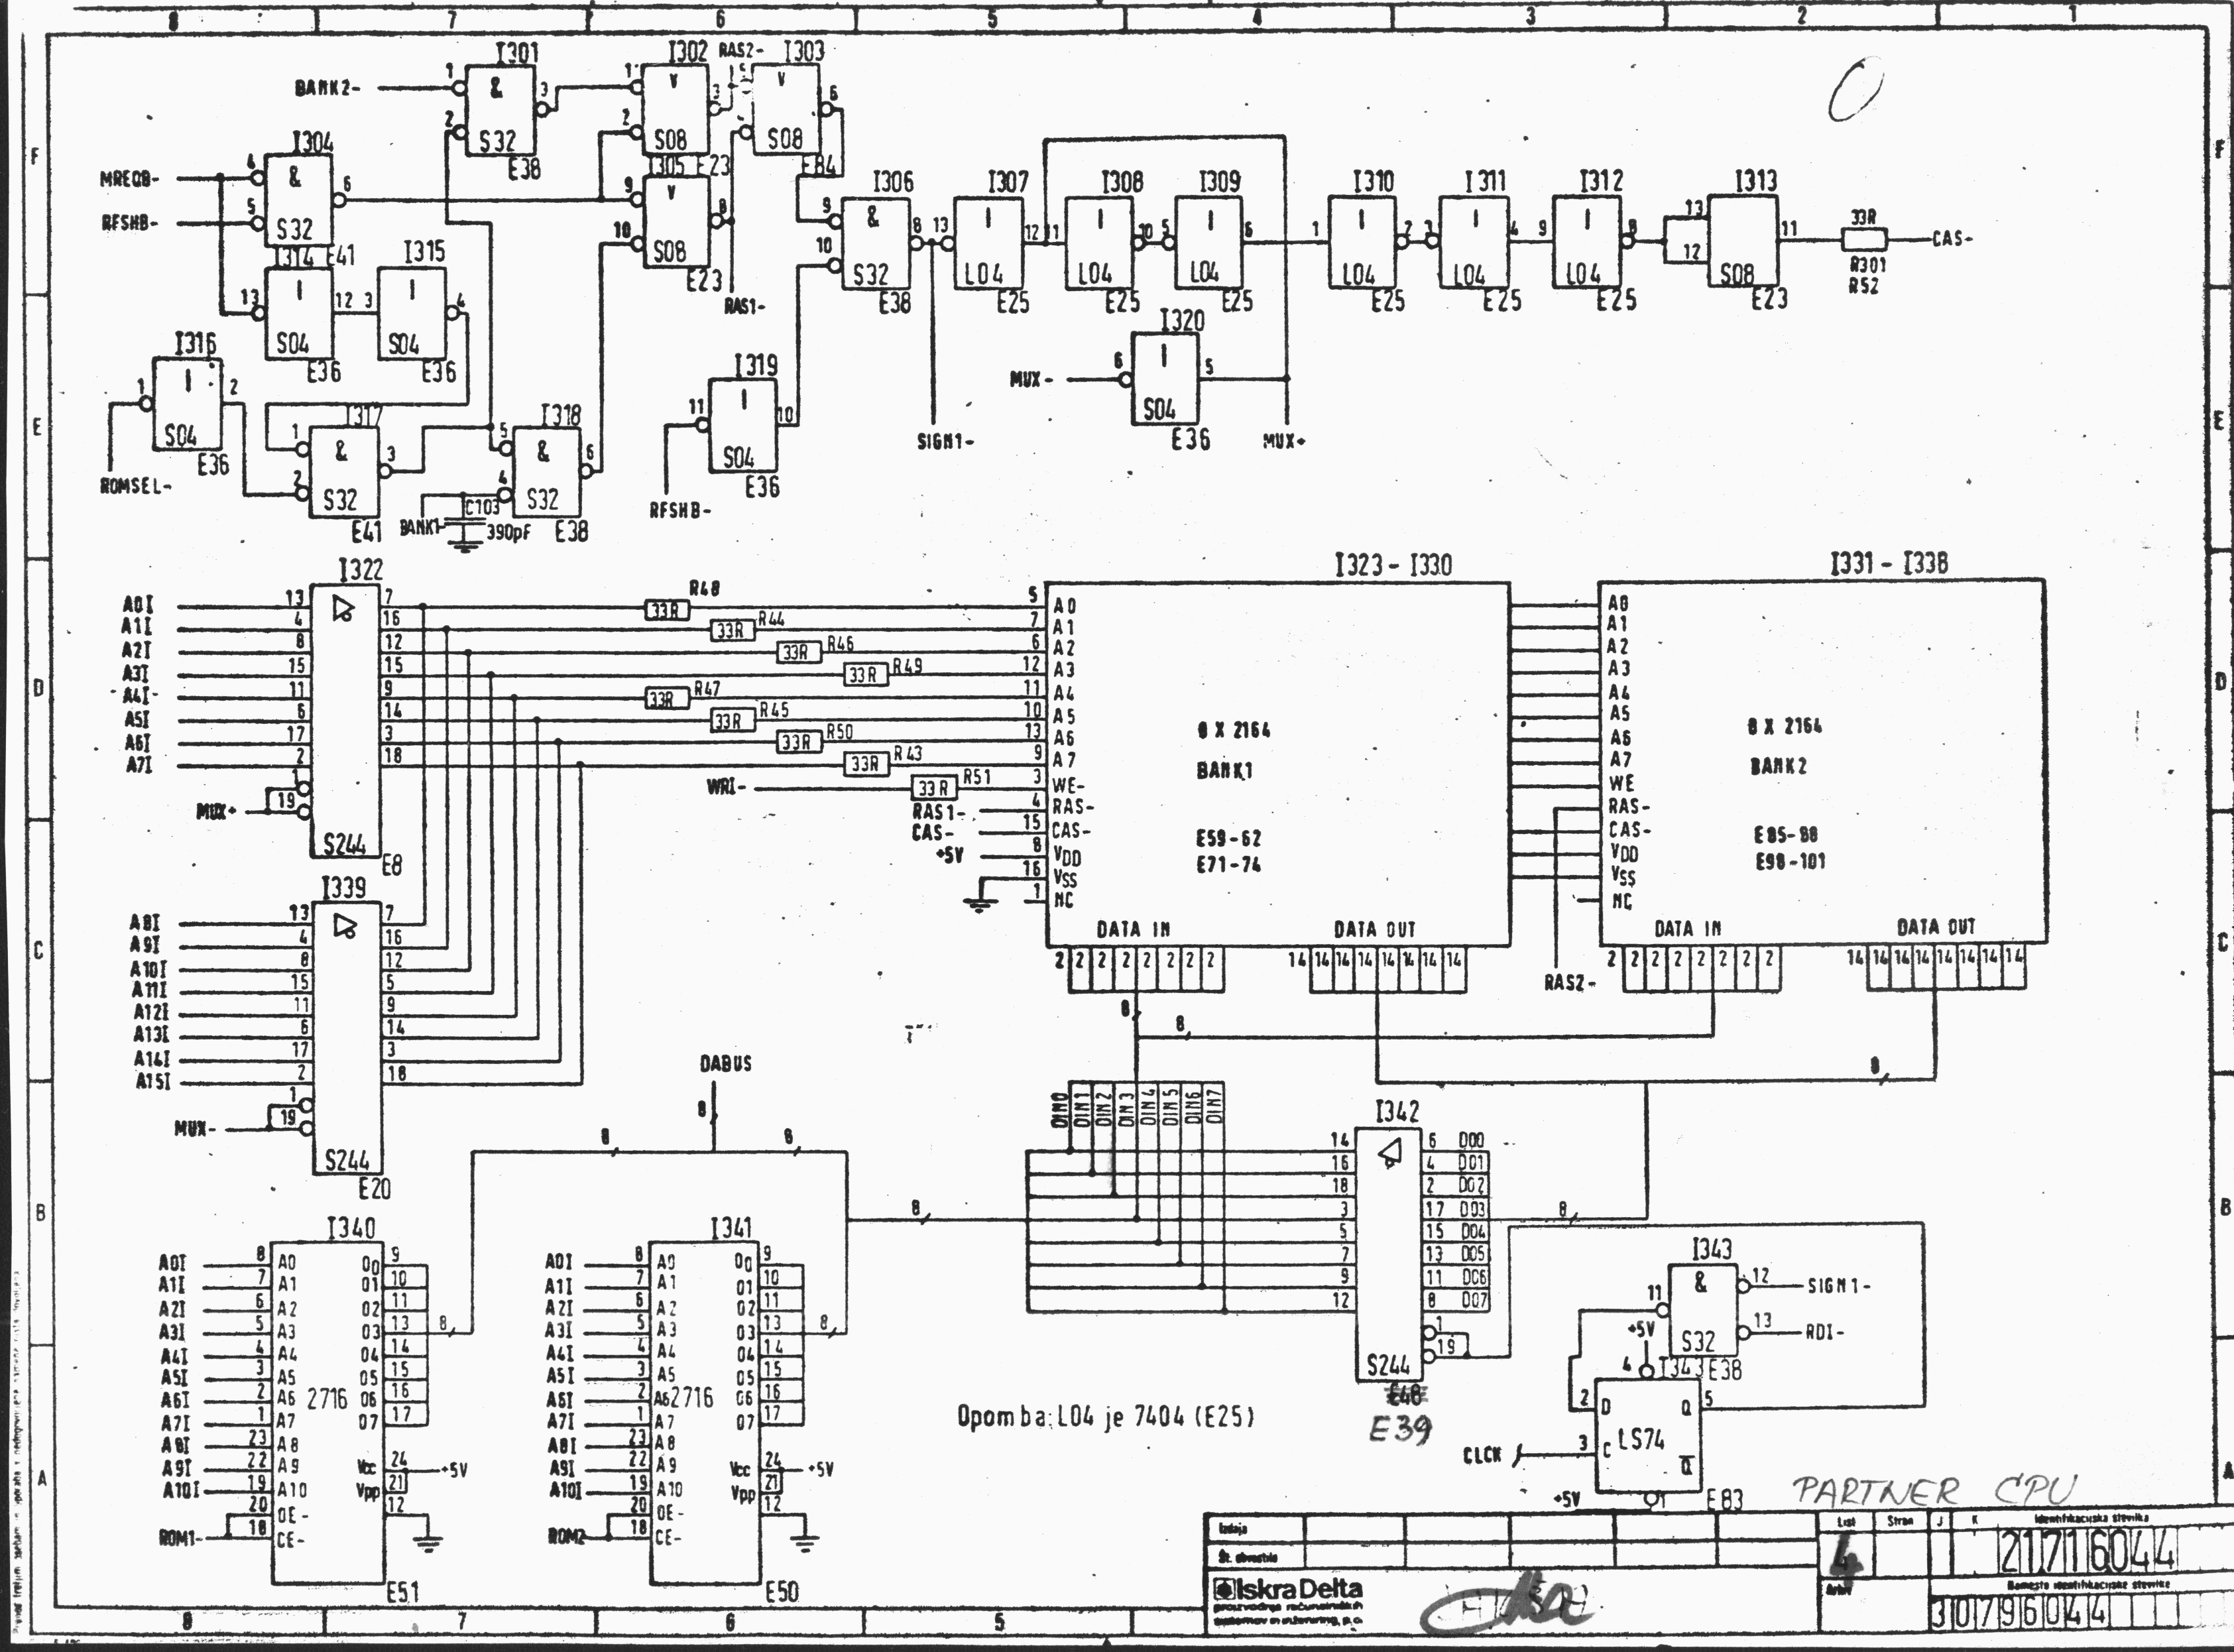 8 7 6 5 4 3 2 1
I301 I302 RAS2- I303
BANK2- 1 & 3 1 V 3 5 V 6
2 S32 2 S08 S08
E38 I305 E23 E84
I304
MREQB- 4 & 6 9 V 8
RFSHB- 5 S32 10 S08
I314 E41 I315 E23 RAS1-
13 1 12 3 1 4
S04 S04
E36 E36
I316
1 1 2
S04
E36
ROMSEL-
I317 I318
1 & 3 5 & 6
2 S32 4 S32
E41 E38
BANK1 C103
390pF
I319
11 1 10
S04
E36
RFSHB-
I306 I307 I308 I309 I310 I311 I312 I313
9 & 8 13 1 12 11 1 10 5 1 6 1 1 2 3 1 4 9 1 8 13 11 33R CAS-
10 S32 L04 L04 L04 L04 L04 L04 12 S08 R301
E38 E25 E25 E25 E25 E25 E25 E23 R52
I320
MUX- 6 1 5
S04
E36
SIGN1- MUX+
F E D C B A
I322
A0I 13 7
A1I 4 16
A2I 8 12
A3I 15 15
A4I- 11 9
A5I 6 14
A6I 17 3
A7I 2 18
MUX+ 1
19
S244
E8
33R R48
33R R44
33R R46
33R R49
33R R47
33R R45
33R R50
33R R43
WRI- 33R R51
I323 - I330
5 A0
7 A1
6 A2
12 A3
11 A4
10 A5
13 A6
9 A7
3 WE-
RAS1- 4 RAS-
CAS- 15 CAS-
+5V 8 VDD
16 VSS
1 NC
8 X 2164
BANK1
E59-62
E71-74
DATA IN DATA OUT
2 2 2 2 2 2 2 2 14 14 14 14 14 14 14 14
I331 - I338
A0
A1
A2
A3
A4
A5
A6
A7
WE
RAS-
CAS-
VDD
VSS
NC
8 X 2164
BANK2
E85-88
E98-101
DATA IN DATA OUT
2 2 2 2 2 2 2 2 14 14 14 14 14 14 14 14
RAS2-
I339
A8I 13 7
A9I 4 16
A10I 8 12
A11I 15 5
A12I 11 9
A13I 6 14
A14I 17 3
A15I 2 18
MUX- 1
19
S244
E20
DABUS
8
8 8
8 8 8
DIN0 DIN1 DIN2 DIN3 DIN4 DIN5 DIN6 DIN7
I342
14 6 DO0
16 4 DO1
18 2 DO2
3 17 DO3 8
5 15 DO4
7 13 DO5
9 11 DO6
12 8 DO7
1
19
S244
E48
E39
I340
A0I 8 A0 O0 9
A1I 7 A1 O1 10
A2I 6 A2 O2 11
A3I 5 A3 O3 13 8
A4I 4 A4 O4 14
A5I 3 A5 O5 15
A6I 2 A6 2716 O6 16
A7I 1 A7 O7 17
A8I 23 A8
A9I 22 A9 Vcc 24 +5V
A10I 19 A10 Vpp 21
20 OE- 12
ROM1- 18 CE-
E51
I341
A0I 8 A0 O0 9
A1I 7 A1 O1 10
A2I 6 A2 O2 11
A3I 5 A3 O3 13 8
A4I 4 A4 O4 14
A5I 3 A5 O5 15
A6I 2 A6 2716 O6 16
A7I 1 A7 O7 17
A8I 23 A8
A9I 22 A9 Vcc 24 +5V
A10I 19 A10 Vpp 21
20 OE- 12
ROM2 18 CE-
E50
Opomba: L04 je 7404 (E25)
I343
11 & 12 SIGN1-
S32 13 RDI-
+5V
4 I343 E38
2 D Q 5
CLCK 3 C LS74 Q
+5V 1 E83
PARTNER CPU
Izdaja
Št. obvestila
IskraDelta
proizvodnja računalniških
sistemov in inženiring, p.o.
List Stran J K Identifikacijska številka
4 21716044
Arhiv Namesto identifikacijske številke
30796044
8 7 6 5